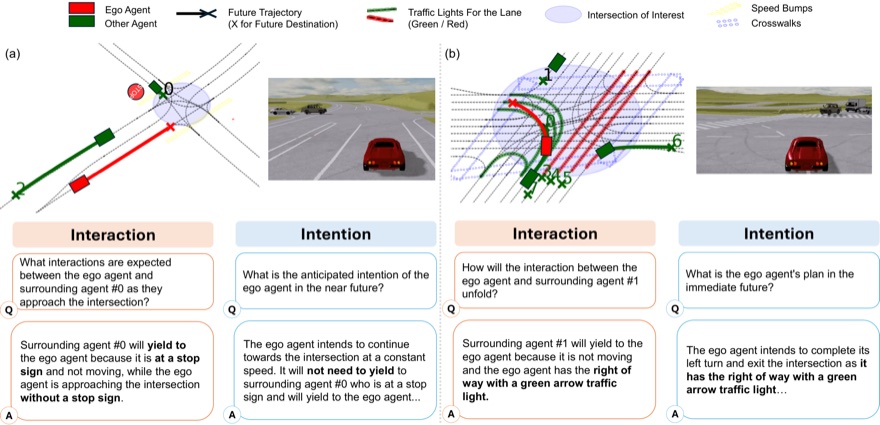 Ego Agent
Other Agent
Future Trajectory
(X for Future Destination)
Traffic Lights For the Lane
(Green / Red)
Intersection of Interest
Speed Bumps
Crosswalks
(a)
0
2
(b)
1
0
6
3
4
5
7
Interaction
Intention
Interaction
Intention
What interactions are expected
between the ego agent and
surrounding agent #0 as they
approach the intersection?
Q
What is the anticipated intention of the
ego agent in the near future?
Q
How will the interaction between the
ego agent and surrounding agent #1
unfold?
Q
What is the ego agent's plan in the
immediate future?
Q
Surrounding agent #0 will yield to
the ego agent because it is at a stop
sign and not moving, while the ego
agent is approaching the intersection
without a stop sign.
A
The ego agent intends to continue
towards the intersection at a constant
speed. It will not need to yield to
surrounding agent #0 who is at a stop
sign and will yield to the ego agent...
A
Surrounding agent #1 will yield to the
ego agent because it is not moving
and the ego agent has the right of
way with a green arrow traffic
light.
A
The ego agent intends to complete its
left turn and exit the intersection as it
has the right of way with a green
arrow traffic light...
A